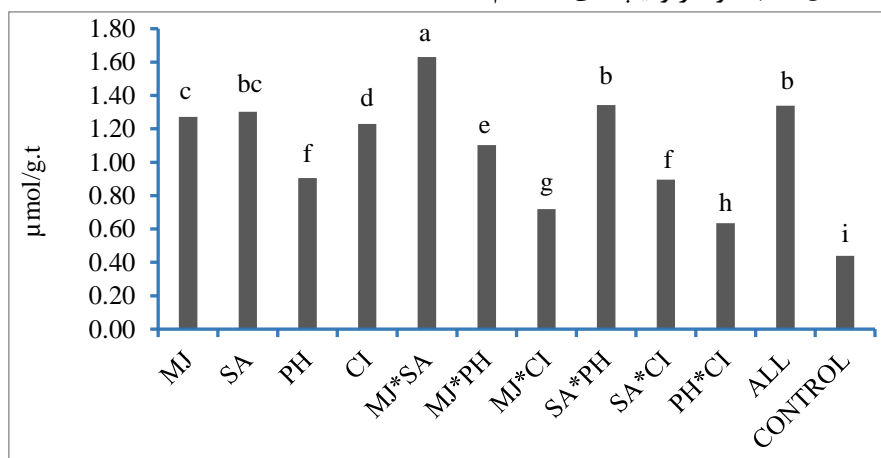 1.80
1.60
1.40
1.20
1.00
0.80
0.60
0.40
0.20
0.00
µmol/g.t
c
bc
f
d
a
e
g
b
f
h
b
i
MJ
SA
PH
CI
MJ*SA
MJ*PH
MJ*CI
SA*PH
SA*CI
PH*CI
ALL
CONTROL